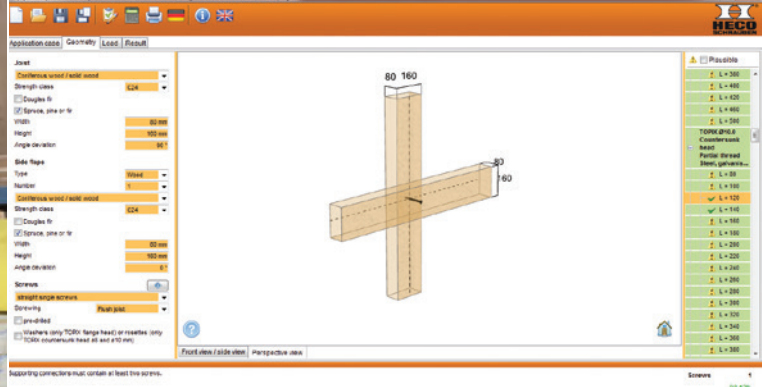 HECO
SCHRAUBEN
Application case Geometry Load Result
Joist
Coniferous wood / solid wood
Strength class C24
Douglas fir
Spruce, pine or fir
Width 80 mm
Height 160 mm
Angle deviation 90 °
Side flaps
Type Wood
Number 1
Coniferous wood / solid wood
Strength class C24
Douglas fir
Spruce, pine or fir
Width 80 mm
Height 160 mm
Angle deviation 0 °
Screws
straight single screws
Screwing Flush joist
pre-drilled
Washers (only TOPIX flange head) or rosettes (only
TOPIX countersunk head ø8 and ø10 mm)
80 160
80
160
Front view / side view Perspective view
Plausible
L = 380
L = 400
L = 420
L = 460
L = 500
Countersunk
head
Partial thread
Steel, galvanis...
L = 80
L = 100
L = 120
L = 140
L = 160
L = 180
L = 200
L = 220
L = 240
L = 260
L = 280
L = 300
L = 320
L = 340
L = 360
L = 380
Supporting connections must contain at least two screws.
Screws 1